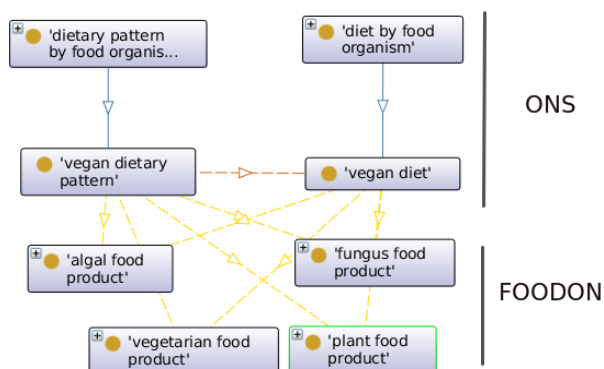 'dietary pattern
by food organis...
'diet by food
organism'
ONS
'vegan dietary
pattern'
'vegan diet'
'algal food
product'
'fungus food
product'
FOODON
'vegetarian food
product'
'plant food
product'